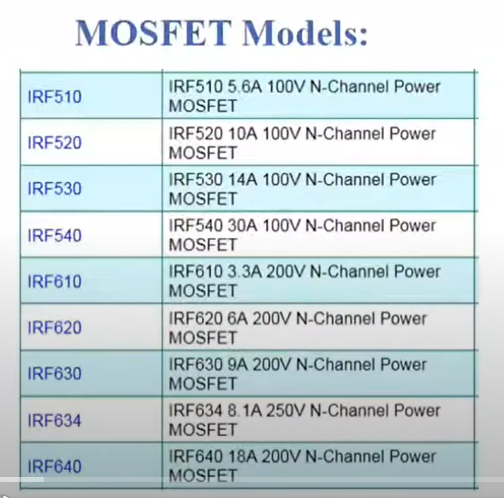 MOSFET Models:
IRF510
IRF510 5.6A 100V N-Channel Power
MOSFET
IRF520
IRF520 10A 100V N-Channel Power
MOSFET
IRF530
IRF530 14A 100V N-Channel Power
MOSFET
IRF540
IRF540 30A 100V N-Channel Power
MOSFET
IRF610
IRF610 3.3A 200V N-Channel Power
MOSFET
IRF620
IRF620 6A 200V N-Channel Power
MOSFET
IRF630
IRF630 9A 200V N-Channel Power
MOSFET
IRF634
IRF634 8.1A 250V N-Channel Power
MOSFET
IRF640
IRF640 18A 200V N-Channel Power
MOSFET